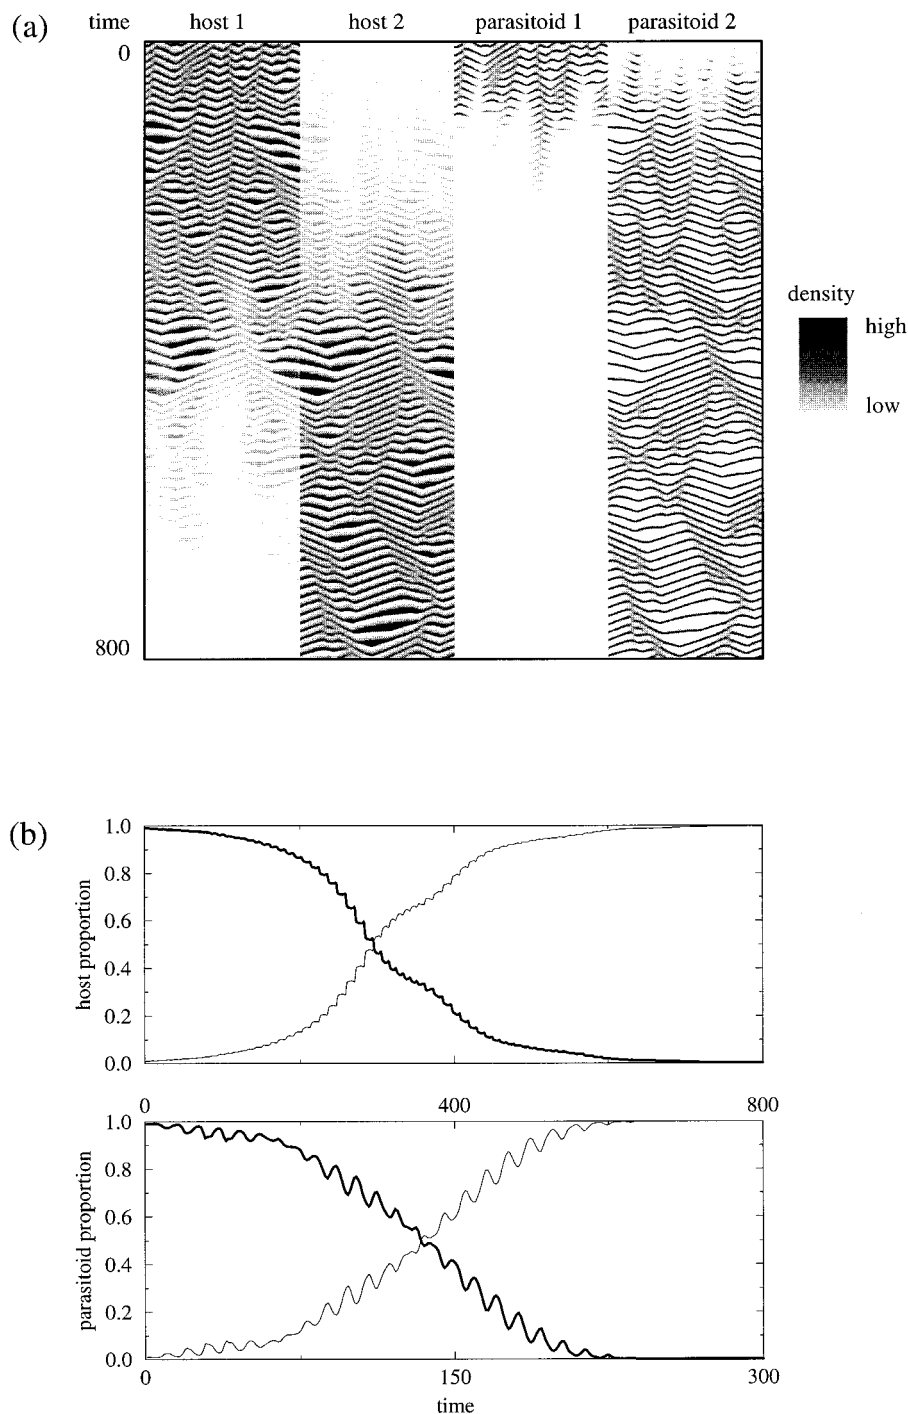 (a) time host 1 host 2 parasitoid 1 parasitoid 2
0
density
high
low
800
(b)
1.0
0.8
0.6
0.4
0.2
0.0
host proportion
0 400 800
1.0
0.8
0.6
0.4
0.2
0.0
parasitoid proportion
0 150 300
time